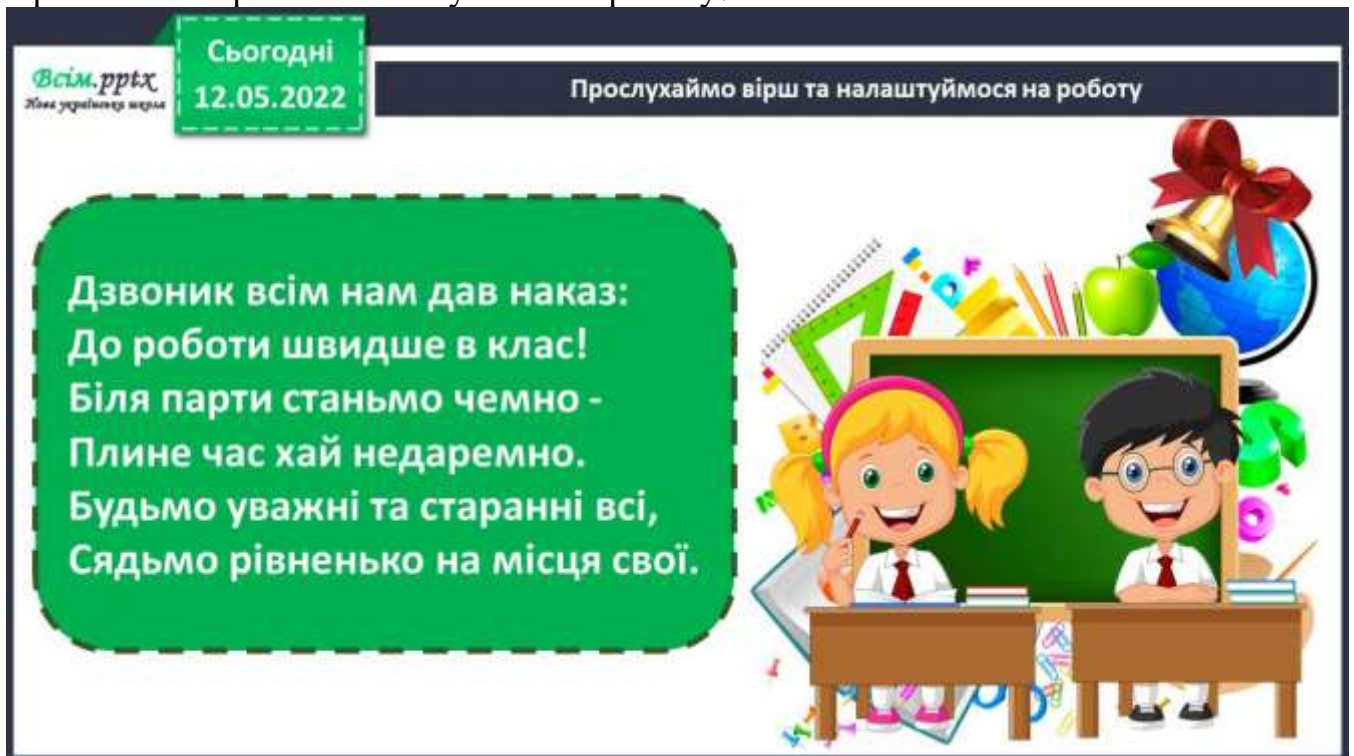 Сьогодні
12.05.2022
Всім.pptx
Нова українська школа
Прослухаймо вірш та налаштуймося на роботу
Дзвоник всім нам дав наказ:
До роботи швидше в клас!
Біля парти станьмо чемно -
Плине час хай недаремно.
Будьмо уважні та старанні всі,
Сядьмо рівненько на місця свої.